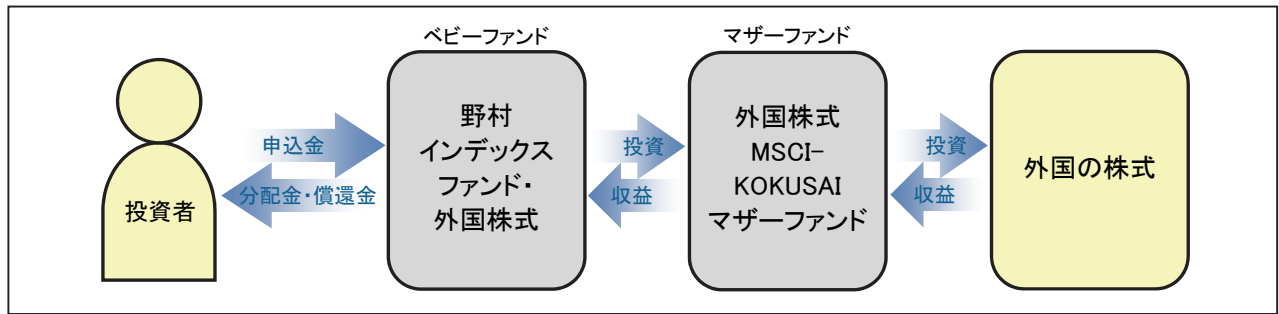 ベビーファンド
マザーファンド
投資者
申込金
分配金・償還金
野村
インデックス
ファンド・
外国株式
投資
収益
外国株式
MSCI-
KOKUSAI
マザーファンド
投資
収益
外国の株式